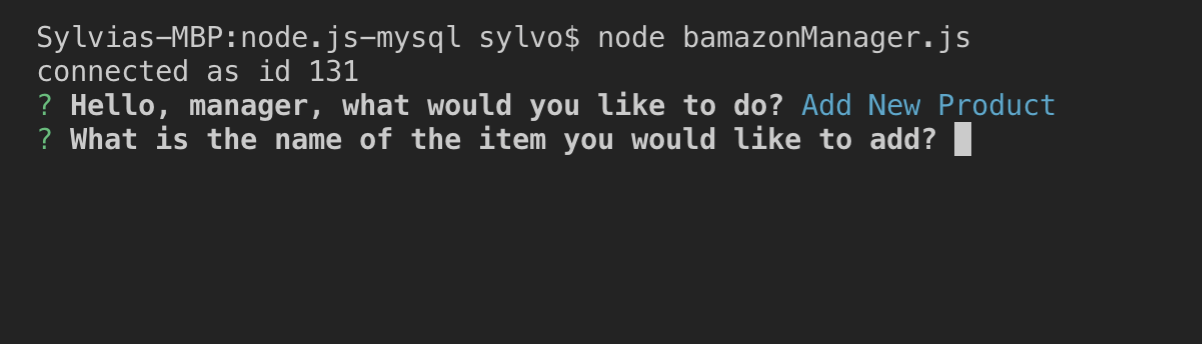 Sylvias-MBP:node.js-mysql sylvo$ node bamazonManager.js
connected as id 131
? Hello, manager, what would you like to do? Add New Product
? What is the name of the item you would like to add?